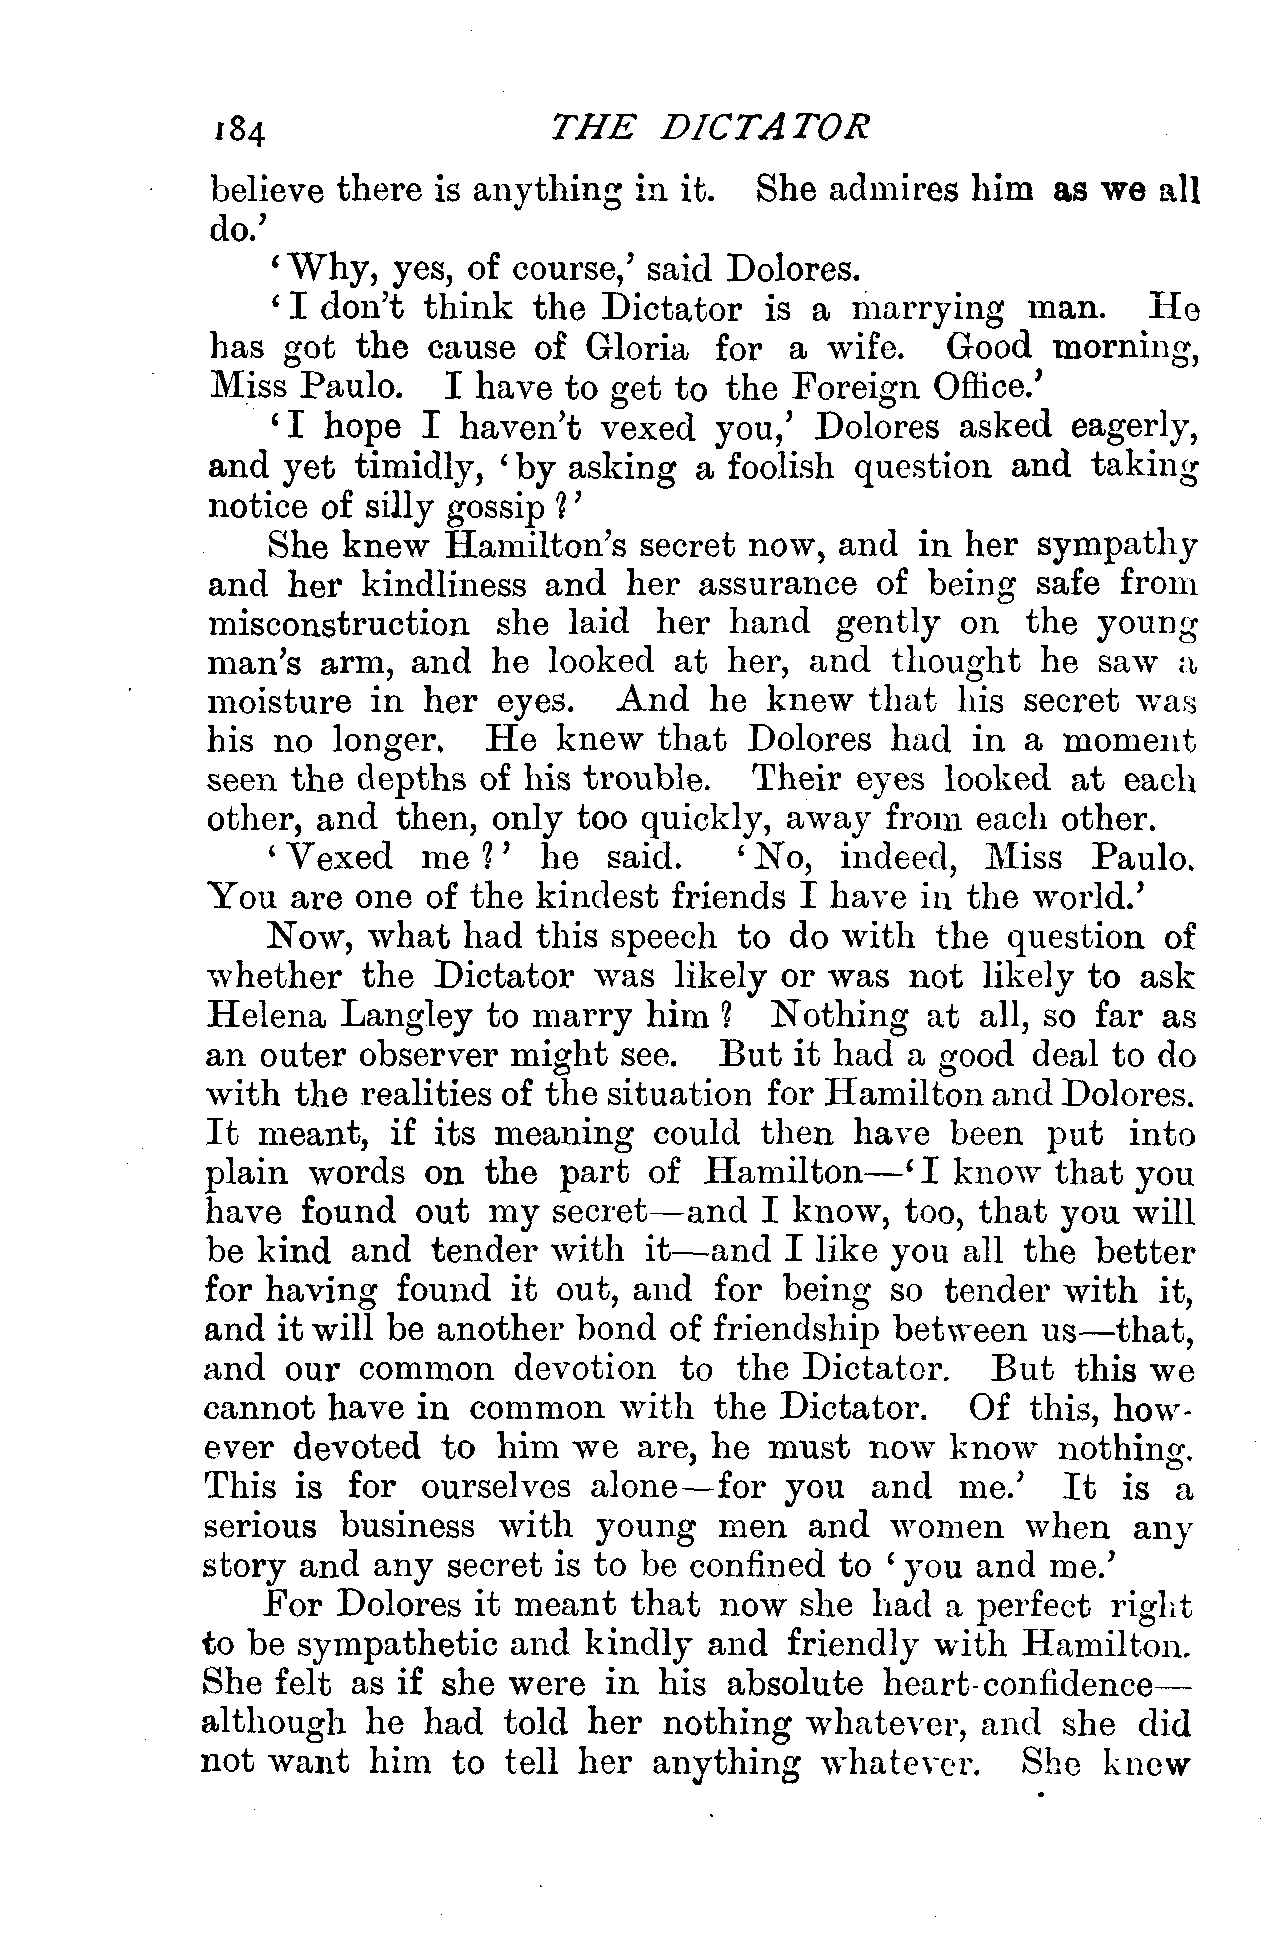 184 THE DICTATOR
believe there is anything in it. She admires him as we all
do.'
'Why, yes, of course,' said Dolores.
'I don't think the Dictator is a marrying man. He
has got the cause of Gloria for a wife. Good morning,
Miss Paulo. I have to get to the Foreign Office.'
'I hope I haven't vexed you,' Dolores asked eagerly,
and yet timidly, 'by asking a foolish question and taking
notice of silly gossip?'
She knew Hamilton's secret now, and in her sympathy
and her kindliness and her assurance of being safe from
misconstruction she laid her hand gently on the young
man's arm, and he looked at her, and thought he saw a
moisture in her eyes. And he knew that his secret was
his no longer. He knew that Dolores had in a moment
seen the depths of his trouble. Their eyes looked at each
other, and then, only too quickly, away from each other.
'Vexed me?' he said. 'No, indeed, Miss Paulo.
You are one of the kindest friends I have in the world.'
Now, what had this speech to do with the question of
whether the Dictator was likely or was not likely to ask
Helena Langley to marry him? Nothing at all, so far as
an outer observer might see. But it had a good deal to do
with the realities of the situation for Hamilton and Dolores.
It meant, if its meaning could then have been put into
plain words on the part of Hamilton—'I know that you
have found out my secret—and I know, too, that you will
be kind and tender with it—and I like you all the better
for having found it out, and for being so tender with it,
and it will be another bond of friendship between us—that,
and our common devotion to the Dictator. But this we
cannot have in common with the Dictator. Of this, how-
ever devoted to him we are, he must now know nothing.
This is for ourselves alone—for you and me.' It is a
serious business with young men and women when any
story and any secret is to be confined to 'you and me.'
For Dolores it meant that now she had a perfect right
to be sympathetic and kindly and friendly with Hamilton.
She felt as if she were in his absolute heart-confidence—
although he had told her nothing whatever, and she did
not want him to tell her anything whatever. She knew